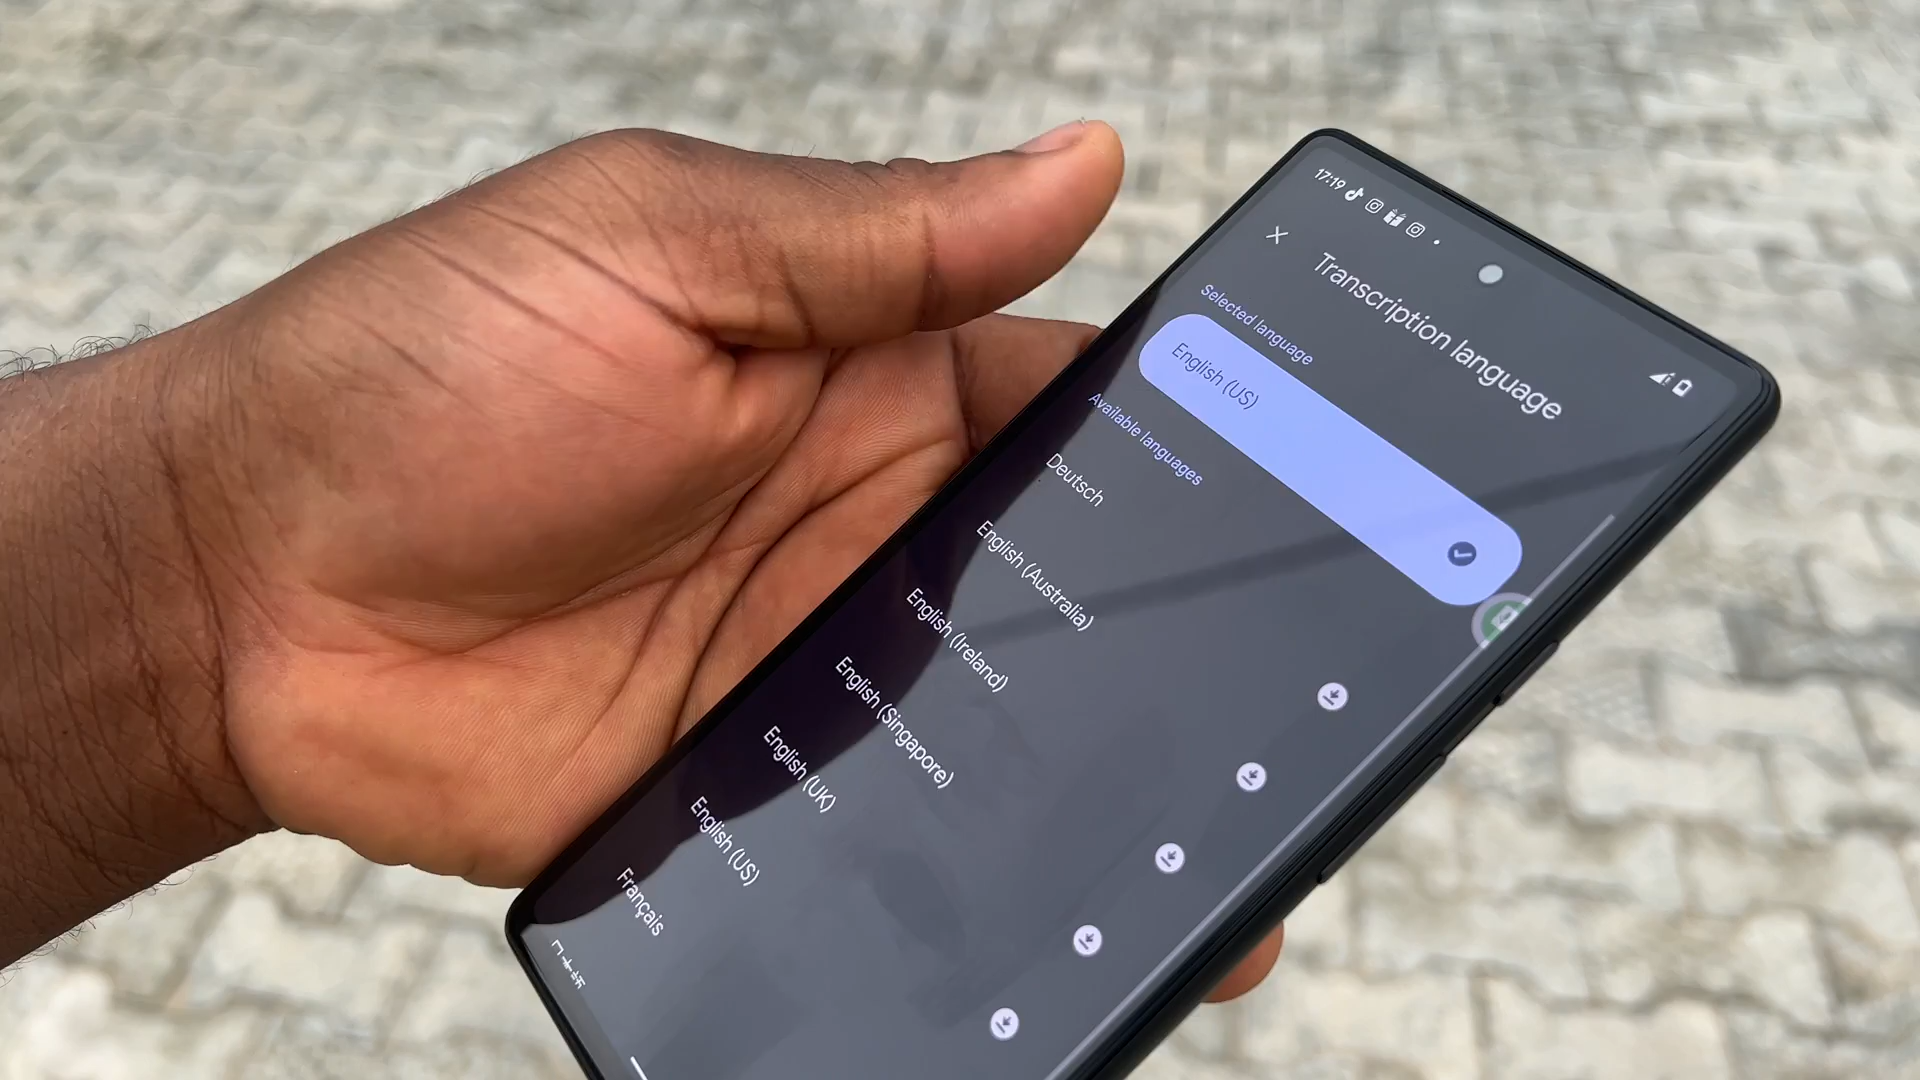 17:19
Transcription language
Selected language
English (US)
Available languages
Deutsch
English (Australia)
English (Ireland)
English (Singapore)
English (UK)
English (US)
Français